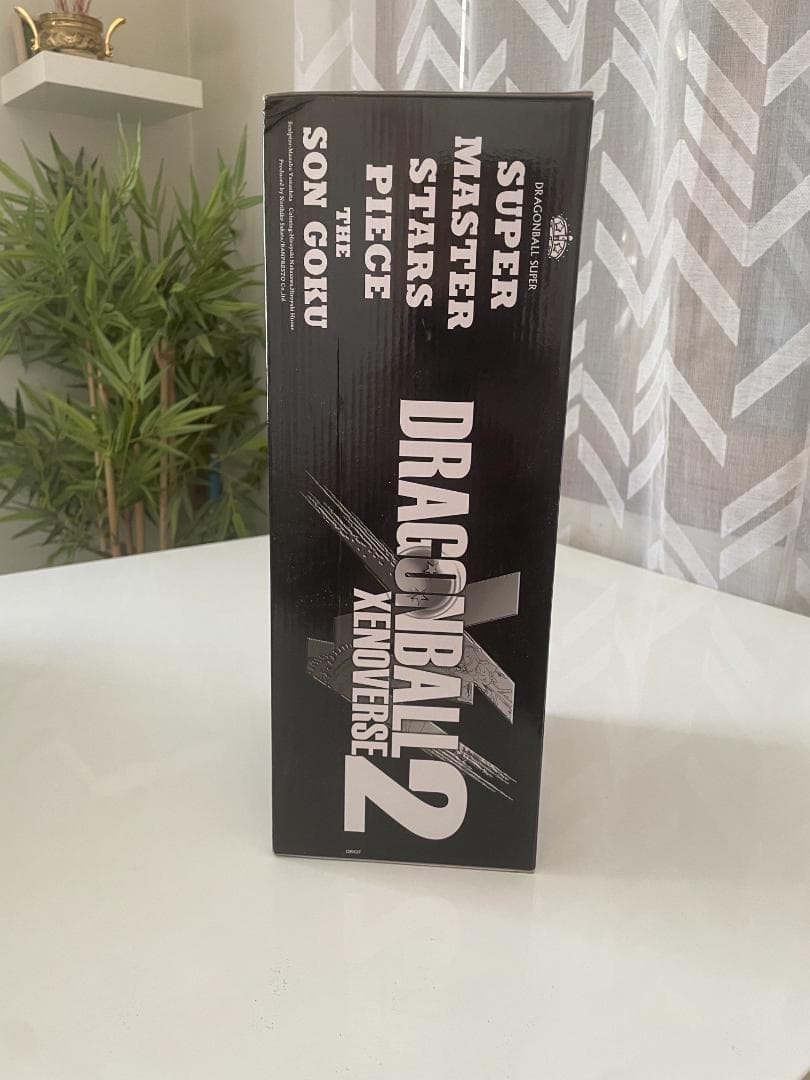 DRAGONBALL SUPER
SUPER
MASTER
STARS
PIECE
THE
SON GOKU
DRAGONBALL
XENOVERSE
2